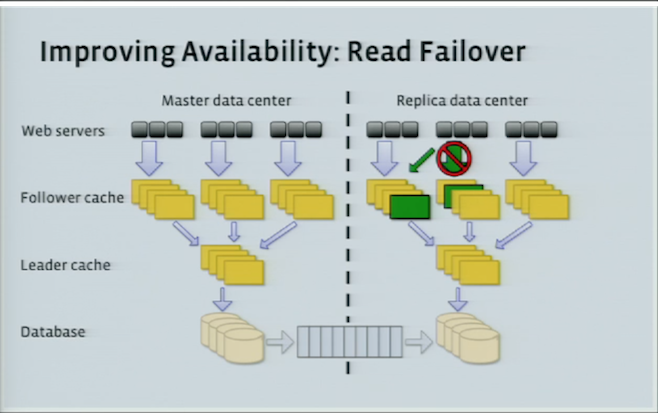 Improving Availability: Read Failover
Master data center
Replica data center
Web servers
Follower cache
Leader cache
Database